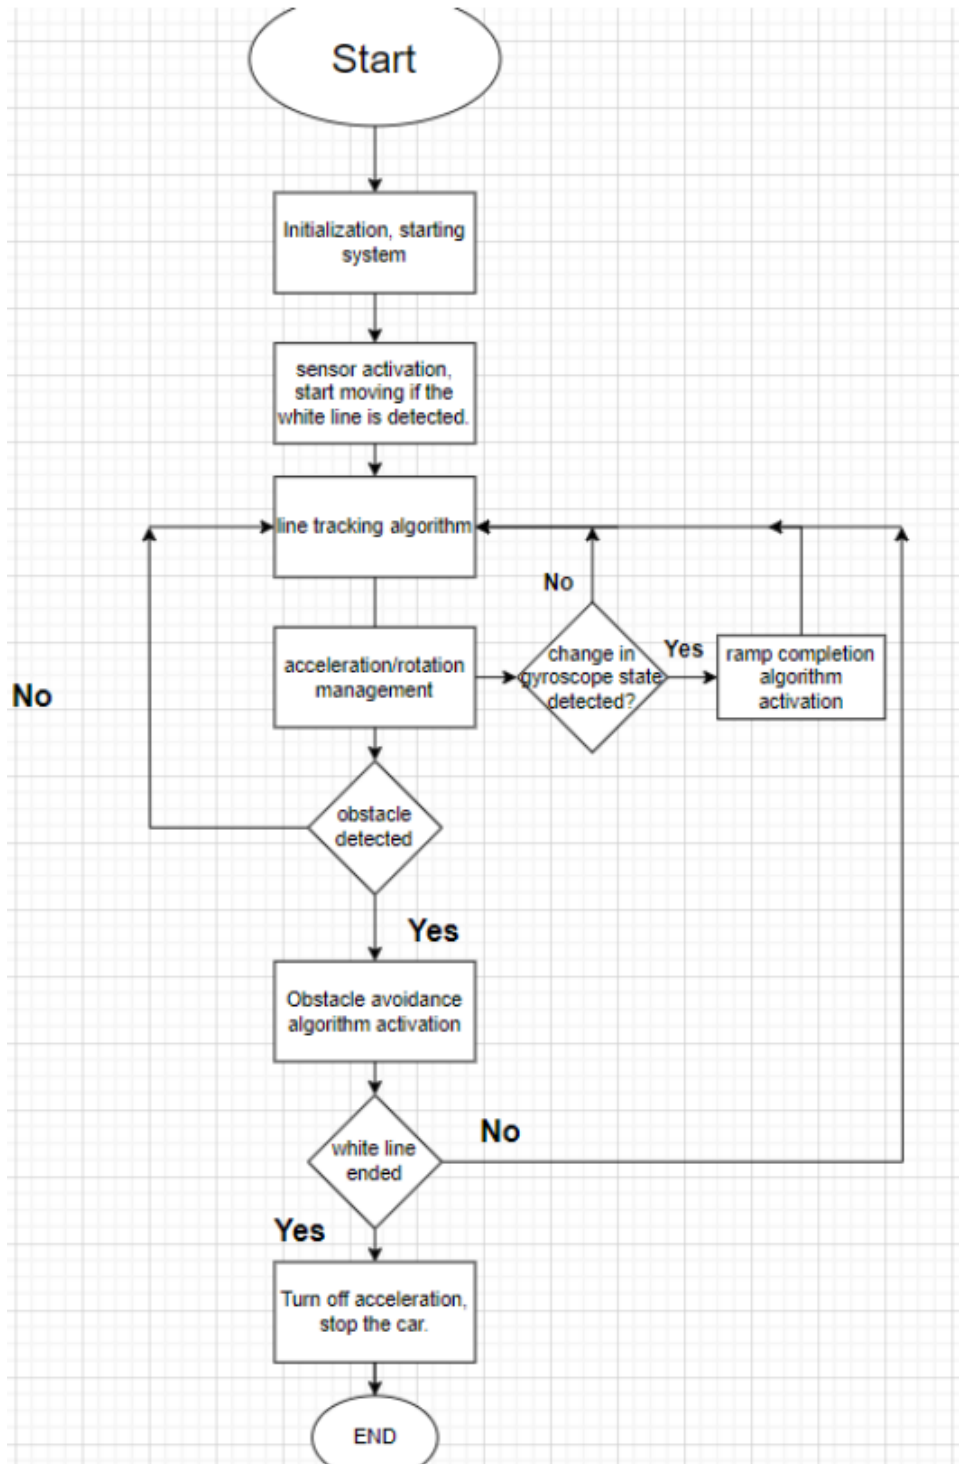 Start
Initialization, starting
system
sensor activation,
start moving if the
white line is detected.
line tracking algorithm
No
change in
gyroscope state
detected?
Yes
ramp completion
algorithm
activation
acceleration/rotation
management
No
obstacle
detected
Yes
Obstacle avoidance
algorithm activation
white line
ended
No
Yes
Turn off acceleration,
stop the car.
END